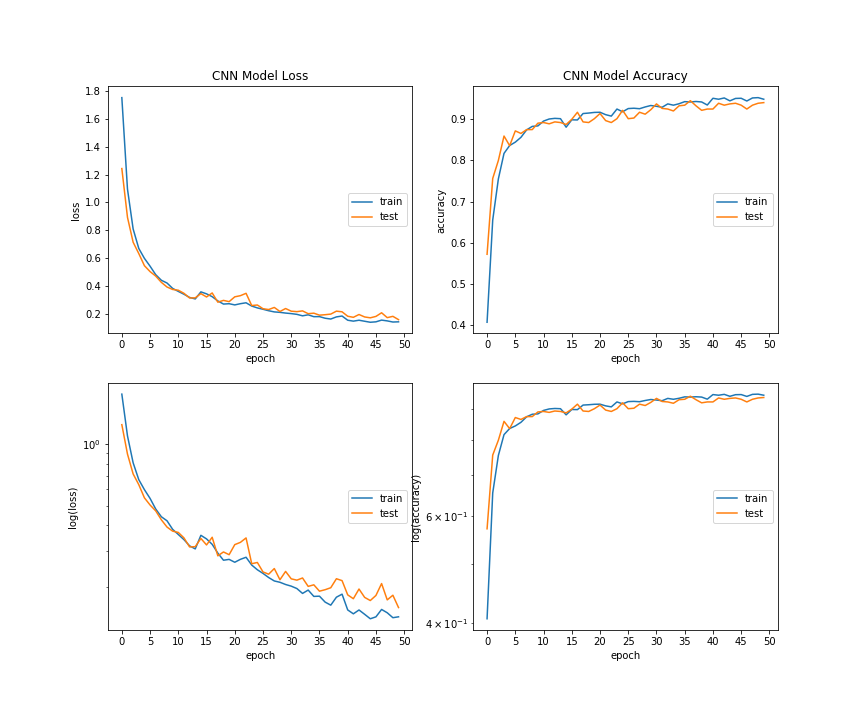 CNN Model Loss
1.8
1.6
1.4
1.2
1.0
0.8
0.6
0.4
0.2
loss
train
test
0 5 10 15 20 25 30 35 40 45 50
epoch
CNN Model Accuracy
0.9
0.8
0.7
0.6
0.5
0.4
accuracy
train
test
0 5 10 15 20 25 30 35 40 45 50
epoch
10⁰
log(loss)
train
test
0 5 10 15 20 25 30 35 40 45 50
epoch
6 × 10⁻¹
4 × 10⁻¹
log(accuracy)
train
test
0 5 10 15 20 25 30 35 40 45 50
epoch